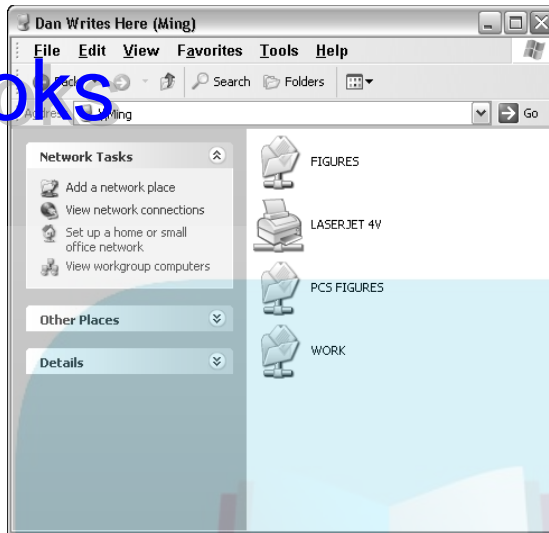 Dan Writes Here (Ming)
File Edit View Favorites Tools Help
oks
Search Folders
Ming
Go
Network Tasks
Add a network place
View network connections
Set up a home or small
office network
View workgroup computers
Other Places
Details
FIGURES
LASERJET 4V
PCS FIGURES
WORK